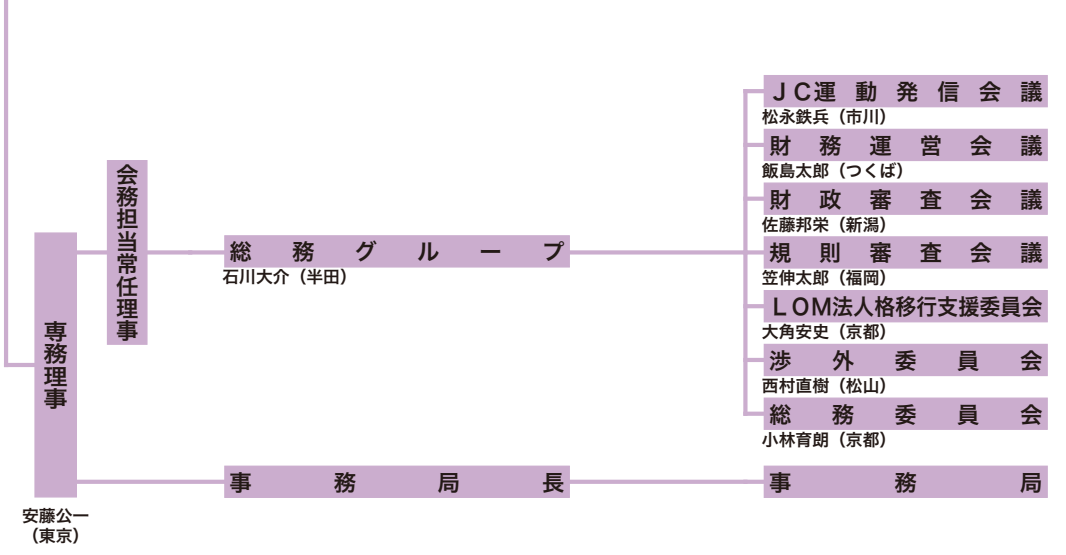 専務理事
安藤公一
（東京）
会務担当常任理事
総務グループ
石川大介（半田）
ＪＣ運動発信会議
松永鉄兵（市川）
財務運営会議
飯島太郎（つくば）
財政審査会議
佐藤邦栄（新潟）
規則審査会議
笠伸太郎（福岡）
ＬＯＭ法人格移行支援委員会
大角安史（京都）
渉外委員会
西村直樹（松山）
総務委員会
小林育朗（京都）
事務局長
事務局